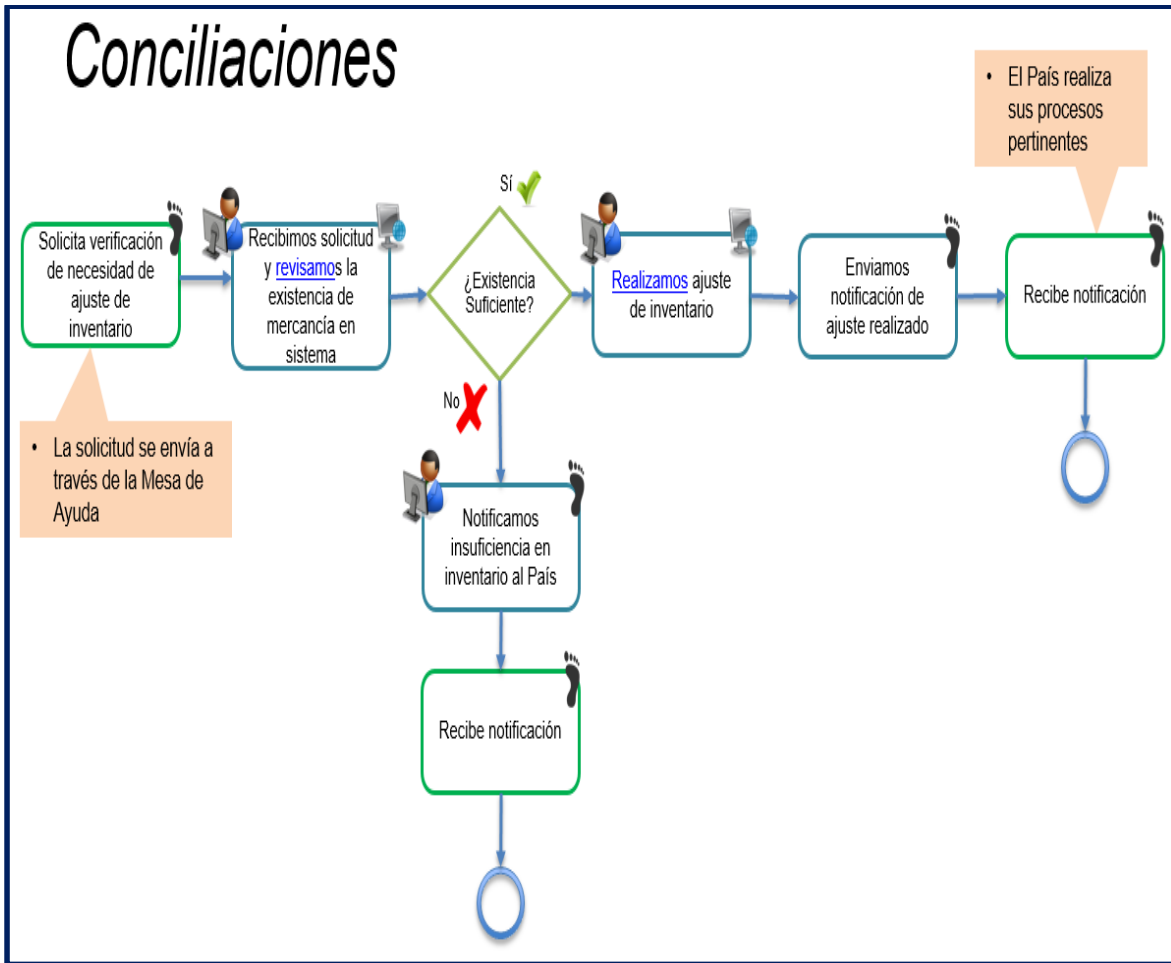 Conciliaciones
• El País realiza
sus procesos
pertinentes
Sí
Solicita verificación
de necesidad de
ajuste de
inventario
Recibimos solicitud
y revisamos la
existencia de
mercancía en
sistema
¿Existencia
Suficiente?
Realizamos ajuste
de inventario
Enviamos
notificación de
ajuste realizado
Recibe notificación
No
• La solicitud se envía a
través de la Mesa de
Ayuda
Notificamos
insuficiencia en
inventario al País
Recibe notificación